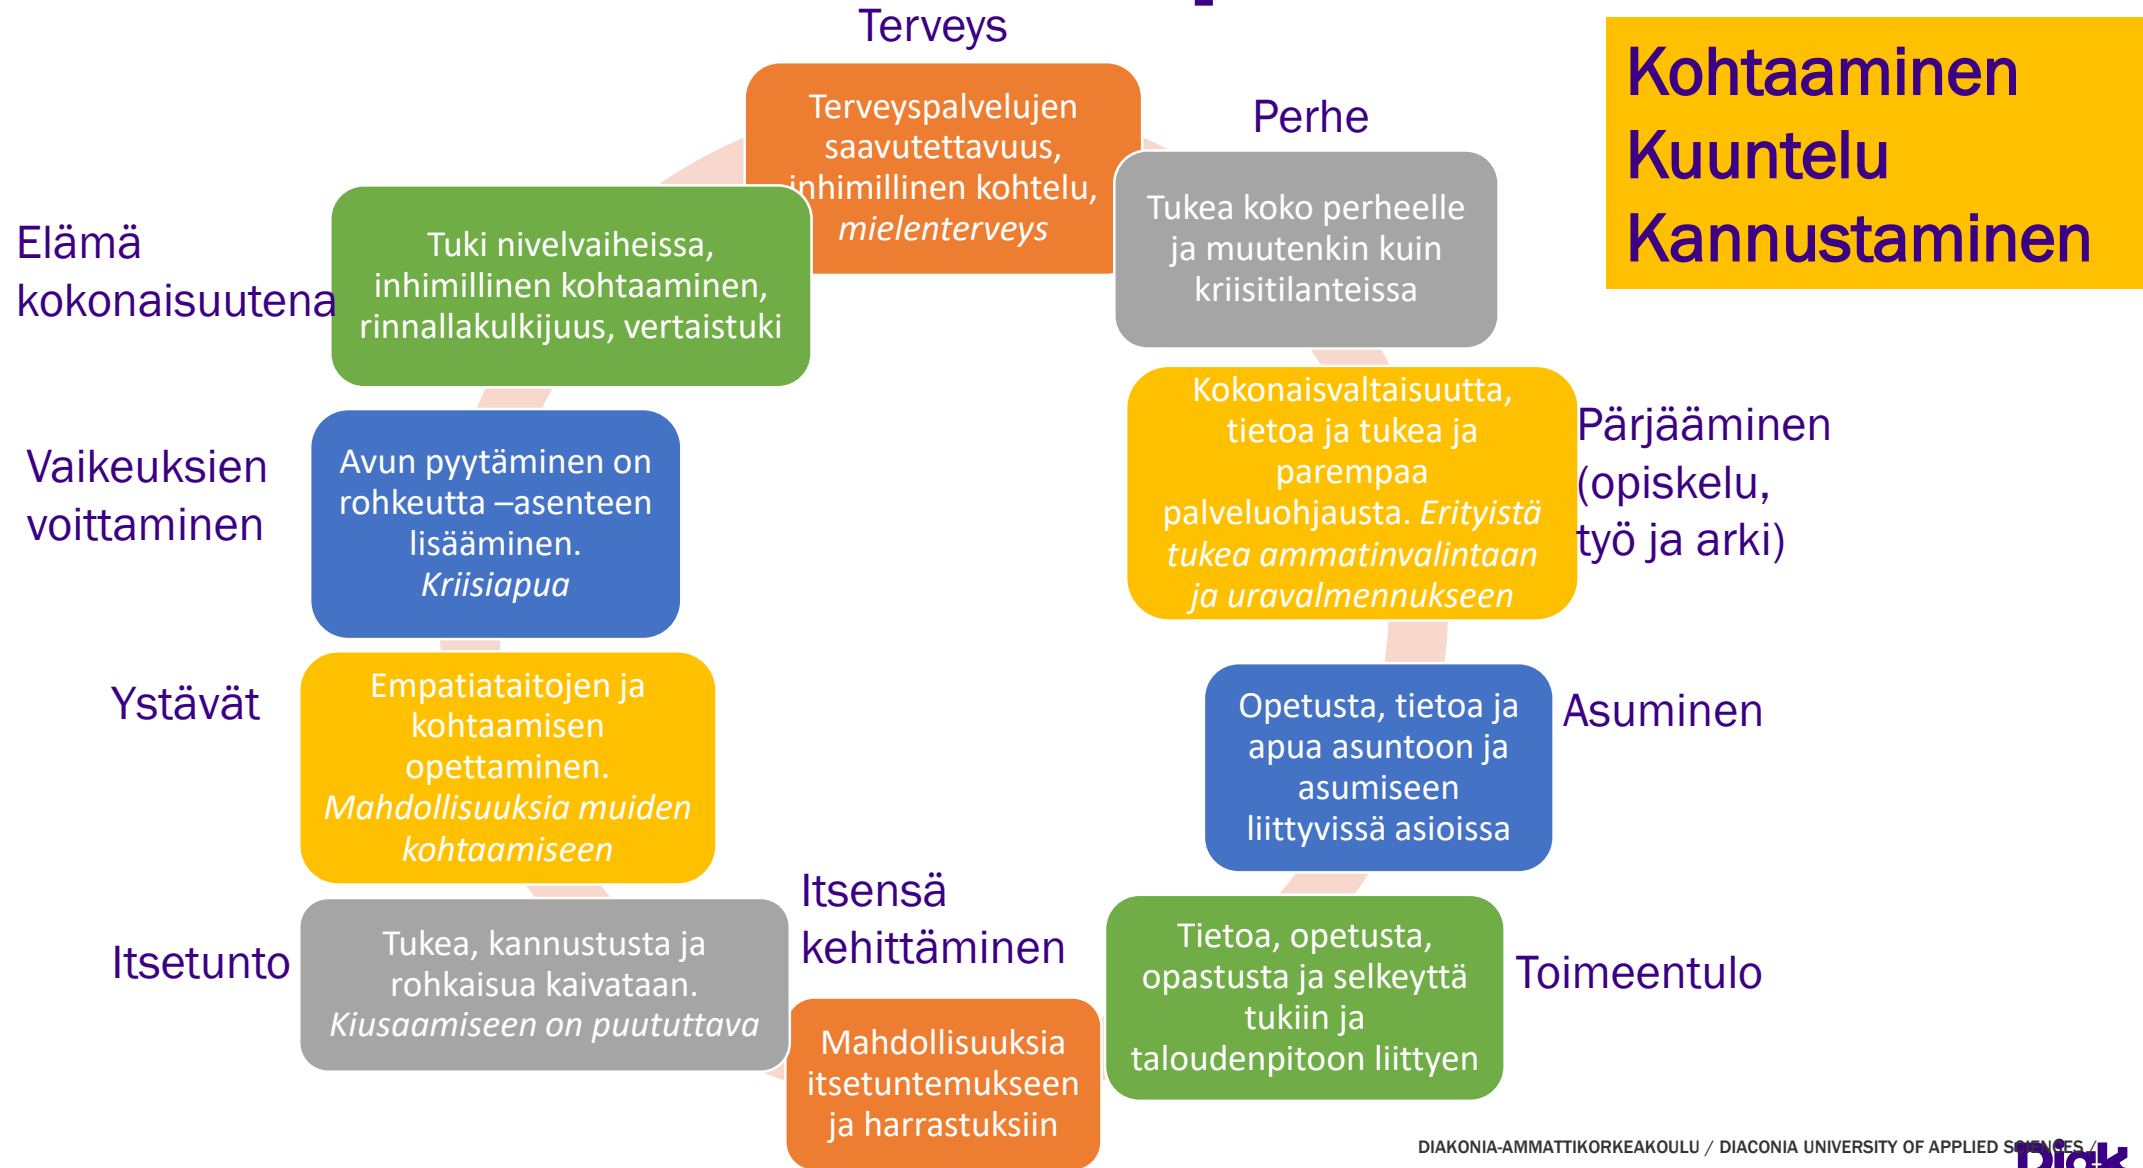 Terveys
Terveyspalvelujen
saavutettavuus,
inhimillinen kohtelu,
mielenterveys
Perhe
Tukea koko perheelle
ja muutenkin kuin
kriisitilanteissa
Kohtaaminen
Kuuntelu
Kannustaminen
Kokonaisvaltaisuutta,
tietoa ja tukea ja
parempaa
palveluohjausta. Erityistä
tukea ammatinvalintaan
ja uravalmennukseen
Pärjääminen
(opiskelu,
työ ja arki)
Opetusta, tietoa ja
apua asuntoon ja
asumiseen
liittyvissä asioissa
Asuminen
Tietoa, opetusta,
opastusta ja selkeyttä
tukiin ja
taloudenpitoon liittyen
Toimeentulo
Itsensä
kehittäminen
Mahdollisuuksia
itsetuntemukseen
ja harrastuksiin
Itsetunto
Tukea, kannustusta ja
rohkaisua kaivataan.
Kiusaamiseen on puututtava
Ystävät
Empatiataitojen ja
kohtaamisen
opettaminen.
Mahdollisuuksia muiden
kohtaamiseen
Vaikeuksien
voittaminen
Avun pyytäminen on
rohkeutta –asenteen
lisääminen.
Kriisiapua
Elämä
kokonaisuutena
Tuki nivelvaiheissa,
inhimillinen kohtaaminen,
rinnallakulkijuus, vertaistuki
DIAKONIA-AMMATTIKORKEAKOULU / DIACONIA UNIVERSITY OF APPLIED SCIENCES /
Diak